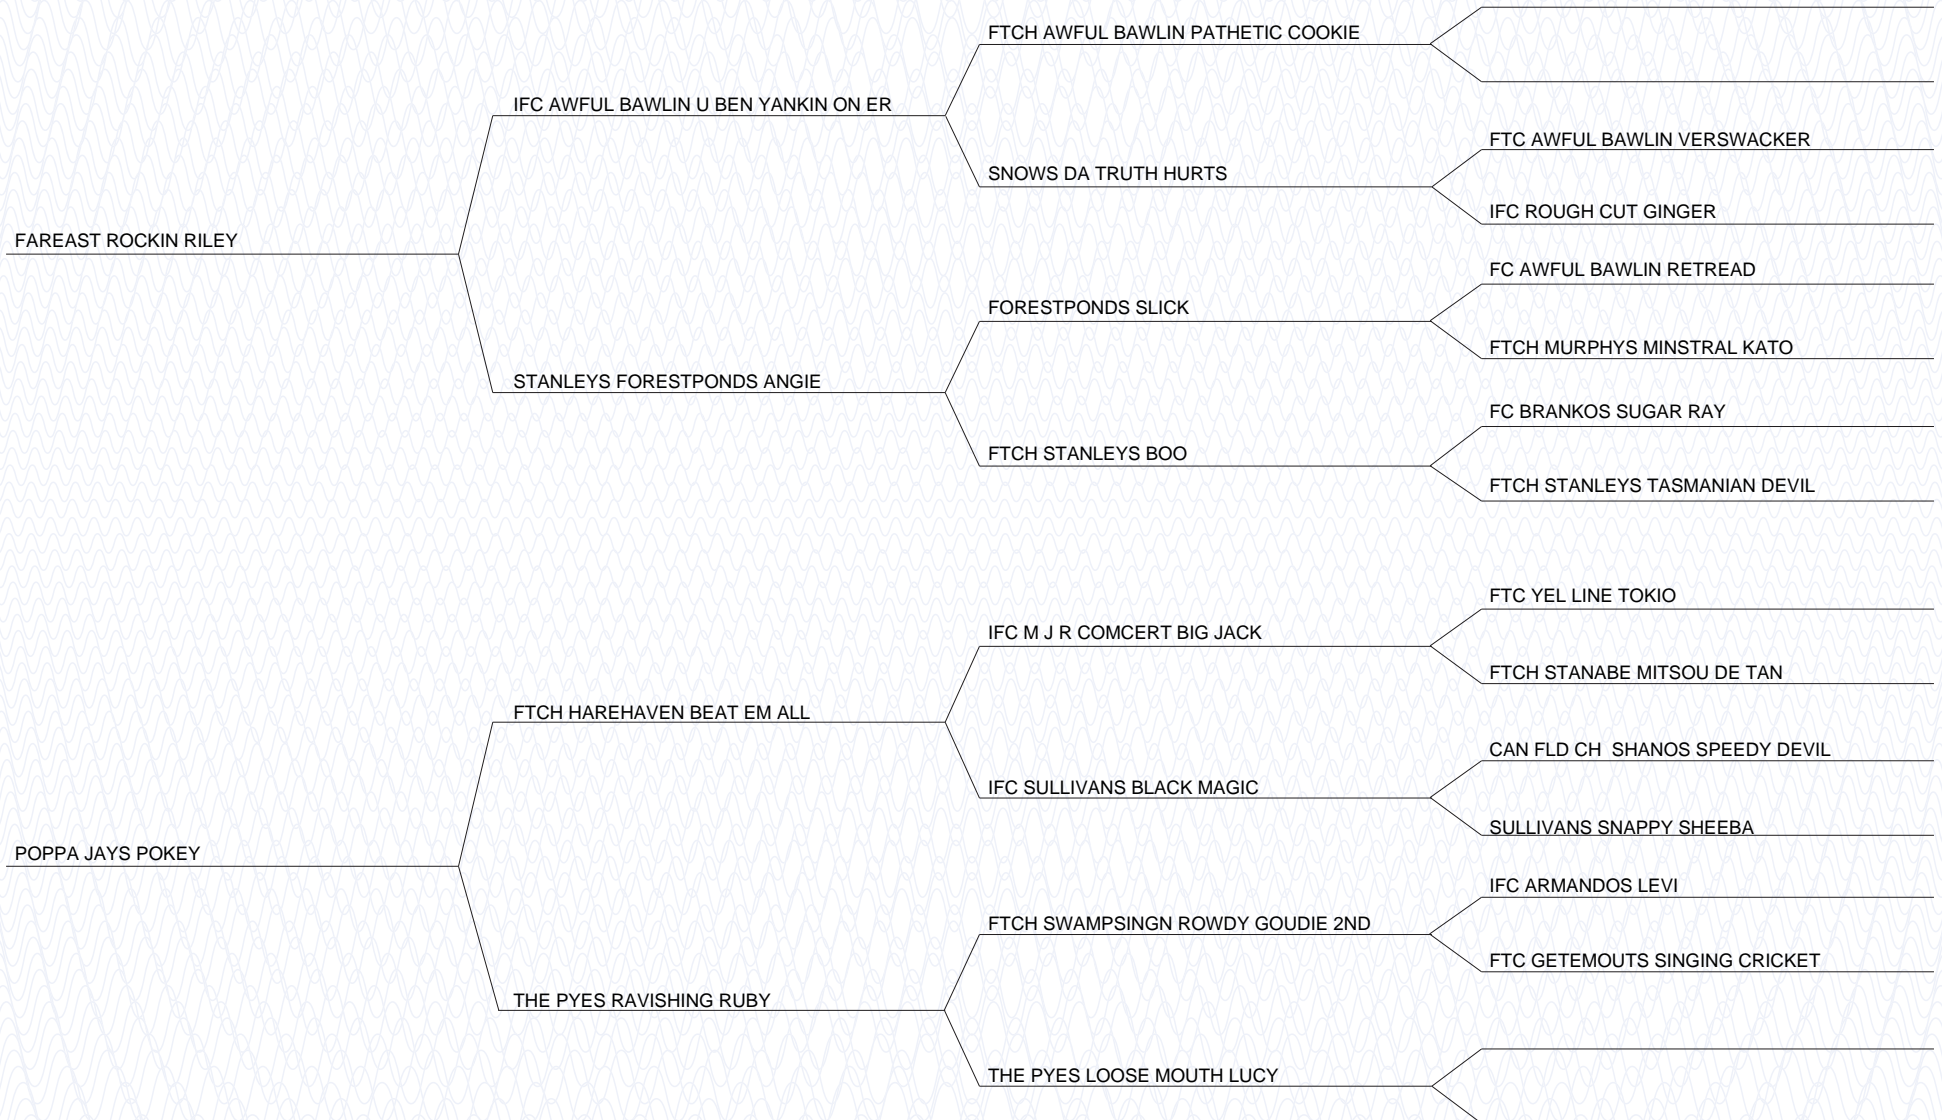 FTCH AWFUL BAWLIN PATHETIC COOKIE
IFC AWFUL BAWLIN U BEN YANKIN ON ER
FTC AWFUL BAWLIN VERSWACKER
SNOWS DA TRUTH HURTS
IFC ROUGH CUT GINGER
FAREAST ROCKIN RILEY
FC AWFUL BAWLIN RETREAD
FORESTPONDS SLICK
FTCH MURPHYS MINSTRAL KATO
STANLEYS FORESTPONDS ANGIE
FC BRANKOS SUGAR RAY
FTCH STANLEYS BOO
FTCH STANLEYS TASMANIAN DEVIL
FTC YEL LINE TOKIO
IFC M J R COMCERT BIG JACK
FTCH STANABE MITSOU DE TAN
FTCH HAREHAVEN BEAT EM ALL
CAN FLD CH  SHANOS SPEEDY DEVIL
IFC SULLIVANS BLACK MAGIC
SULLIVANS SNAPPY SHEEBA
POPPA JAYS POKEY
IFC ARMANDOS LEVI
FTCH SWAMPSINGN ROWDY GOUDIE 2ND
FTC GETEMOUTS SINGING CRICKET
THE PYES RAVISHING RUBY
THE PYES LOOSE MOUTH LUCY